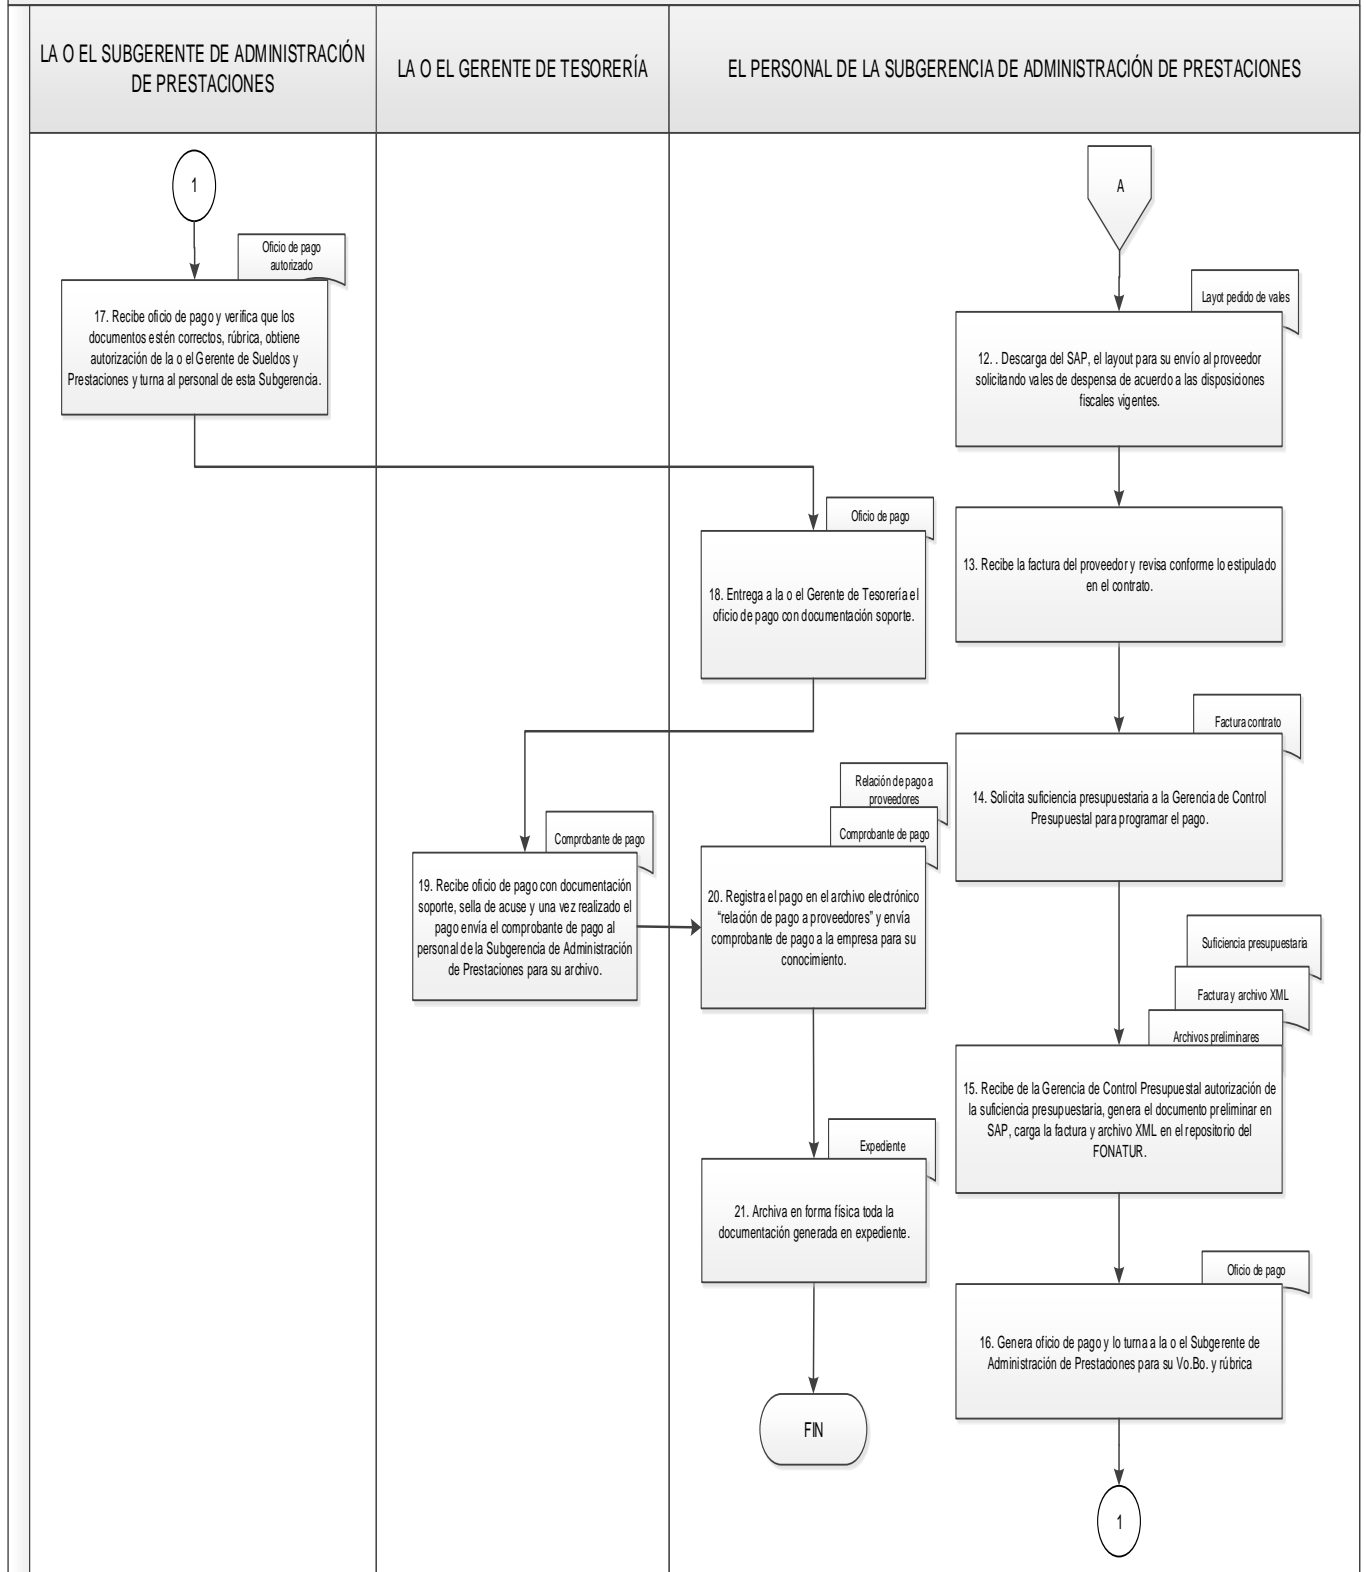 LA O EL SUBGERENTE DE ADMINISTRACIÓN
DE PRESTACIONES
LA O EL GERENTE DE TESORERÍA
EL PERSONAL DE LA SUBGERENCIA DE ADMINISTRACIÓN DE PRESTACIONES
1
Oficio de pago
autorizado
17. Recibe oficio de pago y verifica que los
documentos estén correctos, rúbrica, obtiene
autorización de la o el Gerente de Sueldos y
Prestaciones y turna al personal de esta Subgerencia.
A
Layot pedido de vales
12. . Descarga del SAP, el layout para su envío al proveedor
solicitando vales de despensa de acuerdo a las disposiciones
fiscales vigentes.
13. Recibe la factura del proveedor y revisa conforme lo estipulado
en el contrato.
Factura contrato
14. Solicita suficiencia presupuestaria a la Gerencia de Control
Presupuestal para programar el pago.
Suficiencia presupuestaria
Factura y archivo XML
Archivos preliminares
15. Recibe de la Gerencia de Control Presupuestal autorización de
la suficiencia presupuestaria, genera el documento preliminar en
SAP, carga la factura y archivo XML en el repositorio del
FONATUR.
Oficio de pago
16. Genera oficio de pago y lo turna a la o el Subgerente de
Administración de Prestaciones para su Vo.Bo. y rúbrica
1
Oficio de pago
18. Entrega a la o el Gerente de Tesorería el
oficio de pago con documentación soporte.
Comprobante de pago
19. Recibe oficio de pago con documentación
soporte, sella de acuse y una vez realizado el
pago envía el comprobante de pago al
personal de la Subgerencia de Administración
de Prestaciones para su archivo.
Relación de pago a
proveedores
Comprobante de pago
20. Registra el pago en el archivo electrónico
“relación de pago a proveedores” y envía
comprobante de pago a la empresa para su
conocimiento.
Expediente
21. Archiva en forma física toda la
documentación generada en expediente.
FIN